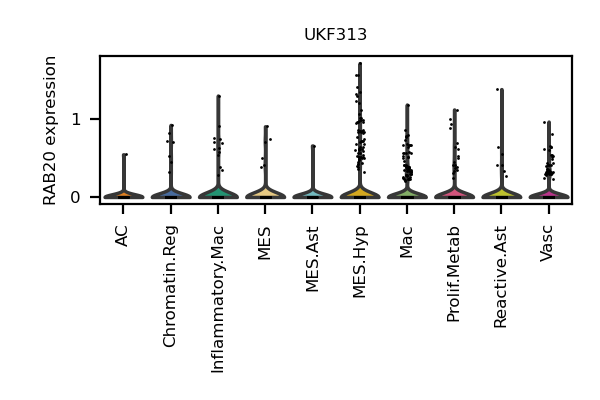 UKF313
RAB20 expression
1
0
AC
Chromatin.Reg
Inflammatory.Mac
MES
MES.Ast
MES.Hyp
Mac
Prolif.Metab
Reactive.Ast
Vasc